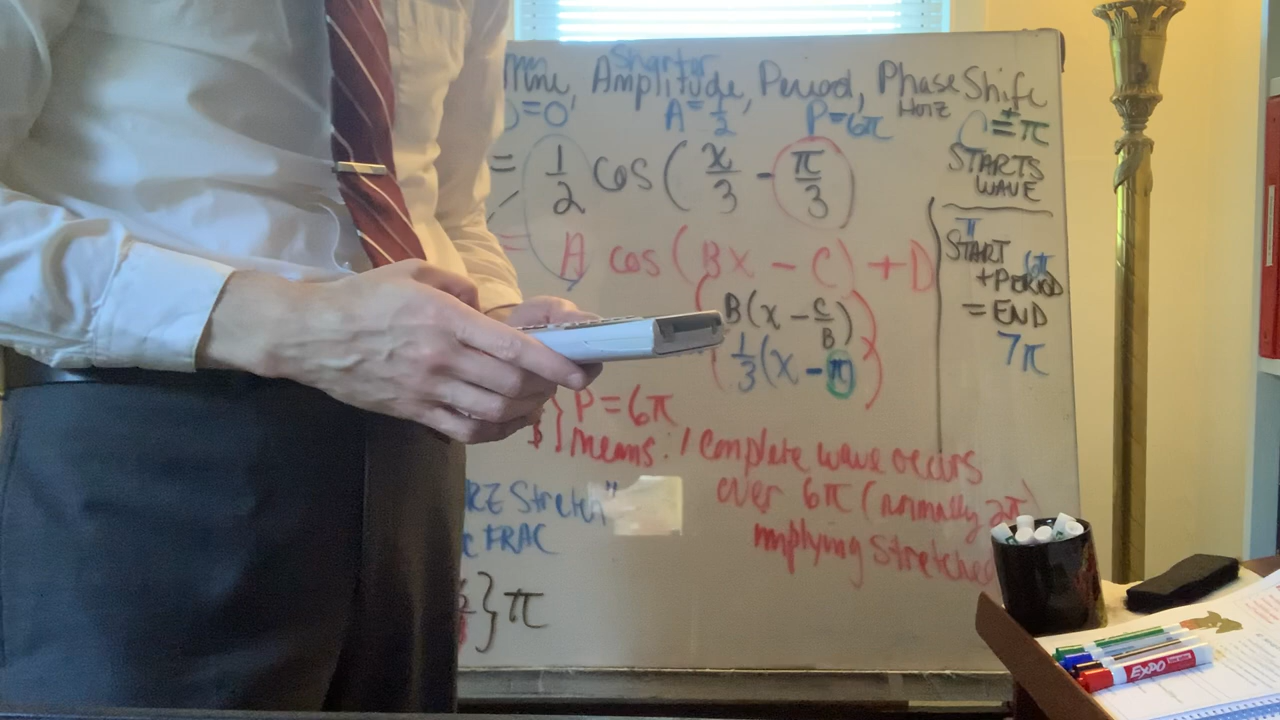 Shorter
Amplitude, Period, Phase Shift
D=0 A=1/2 P=6π HORZ C=+π
= 1/2 cos(x/3 - π/3)
STARTS
WAVE
= A cos(Bx - C) + D
π
START
+PERIOD 6π
= END
7π
B(x - C/B)
1/3(x - π)
} P=6π
means: 1 complete wave occurs
over 6π (normally 2π)
implying stretched
HORZ Stretch"
FRAC
} π
EXPO